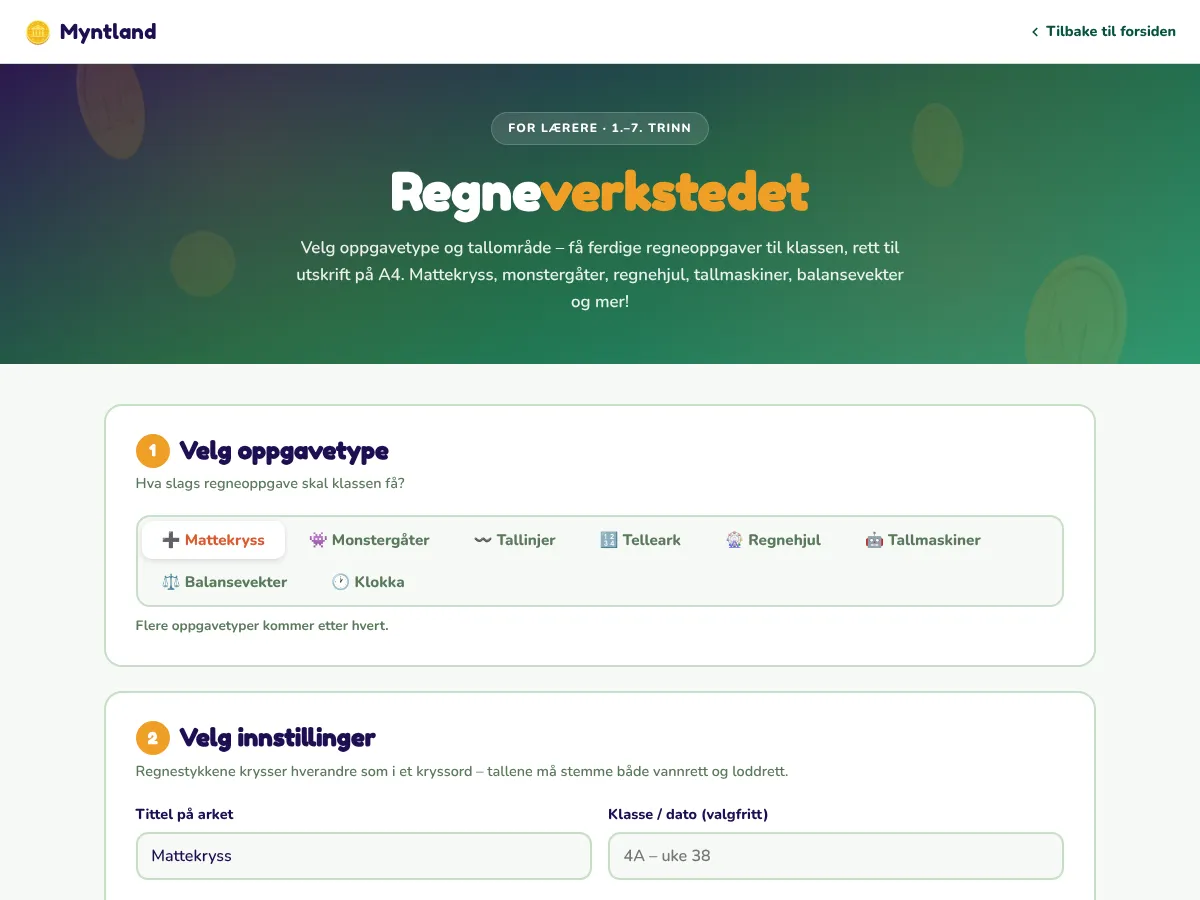 Myntland
Tilbake til forsiden
FOR LÆRERE · 1.–7. TRINN
Regneverkstedet
Velg oppgavetype og tallområde – få ferdige regneoppgaver til klassen, rett til
utskrift på A4. Mattekryss, monstergåter, regnehjul, tallmaskiner, balansevekter
og mer!
1 Velg oppgavetype
Hva slags regneoppgave skal klassen få?
Mattekryss Monstergåter Tallinjer Telleark Regnehjul Tallmaskiner
Balansevekter Klokka
Flere oppgavetyper kommer etter hvert.
2 Velg innstillinger
Regnestykkene krysser hverandre som i et kryssord – tallene må stemme både vannrett og loddrett.
Tittel på arket Klasse / dato (valgfritt)
Mattekryss 4A – uke 38